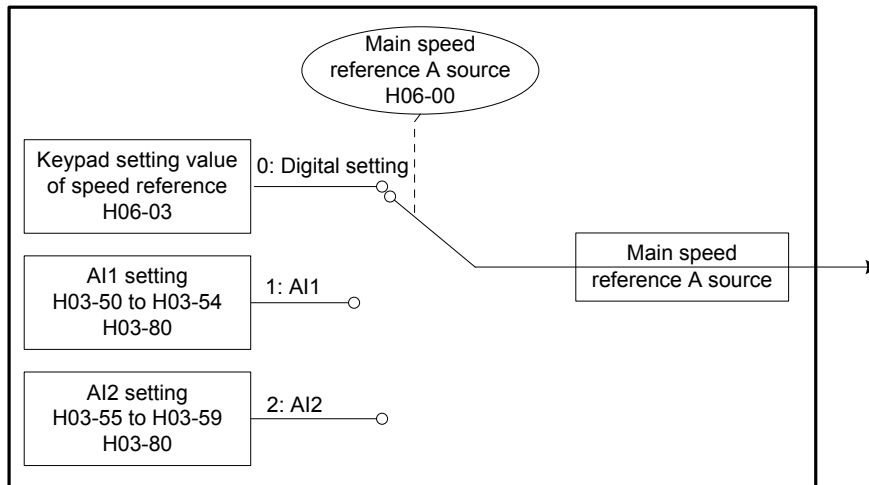 Main speed
reference A source
H06-00
Keypad setting value
of speed reference
H06-03
0: Digital setting
Main speed
reference A source
AI1 setting
H03-50 to H03-54
H03-80
1: AI1
AI2 setting
H03-55 to H03-59
H03-80
2: AI2